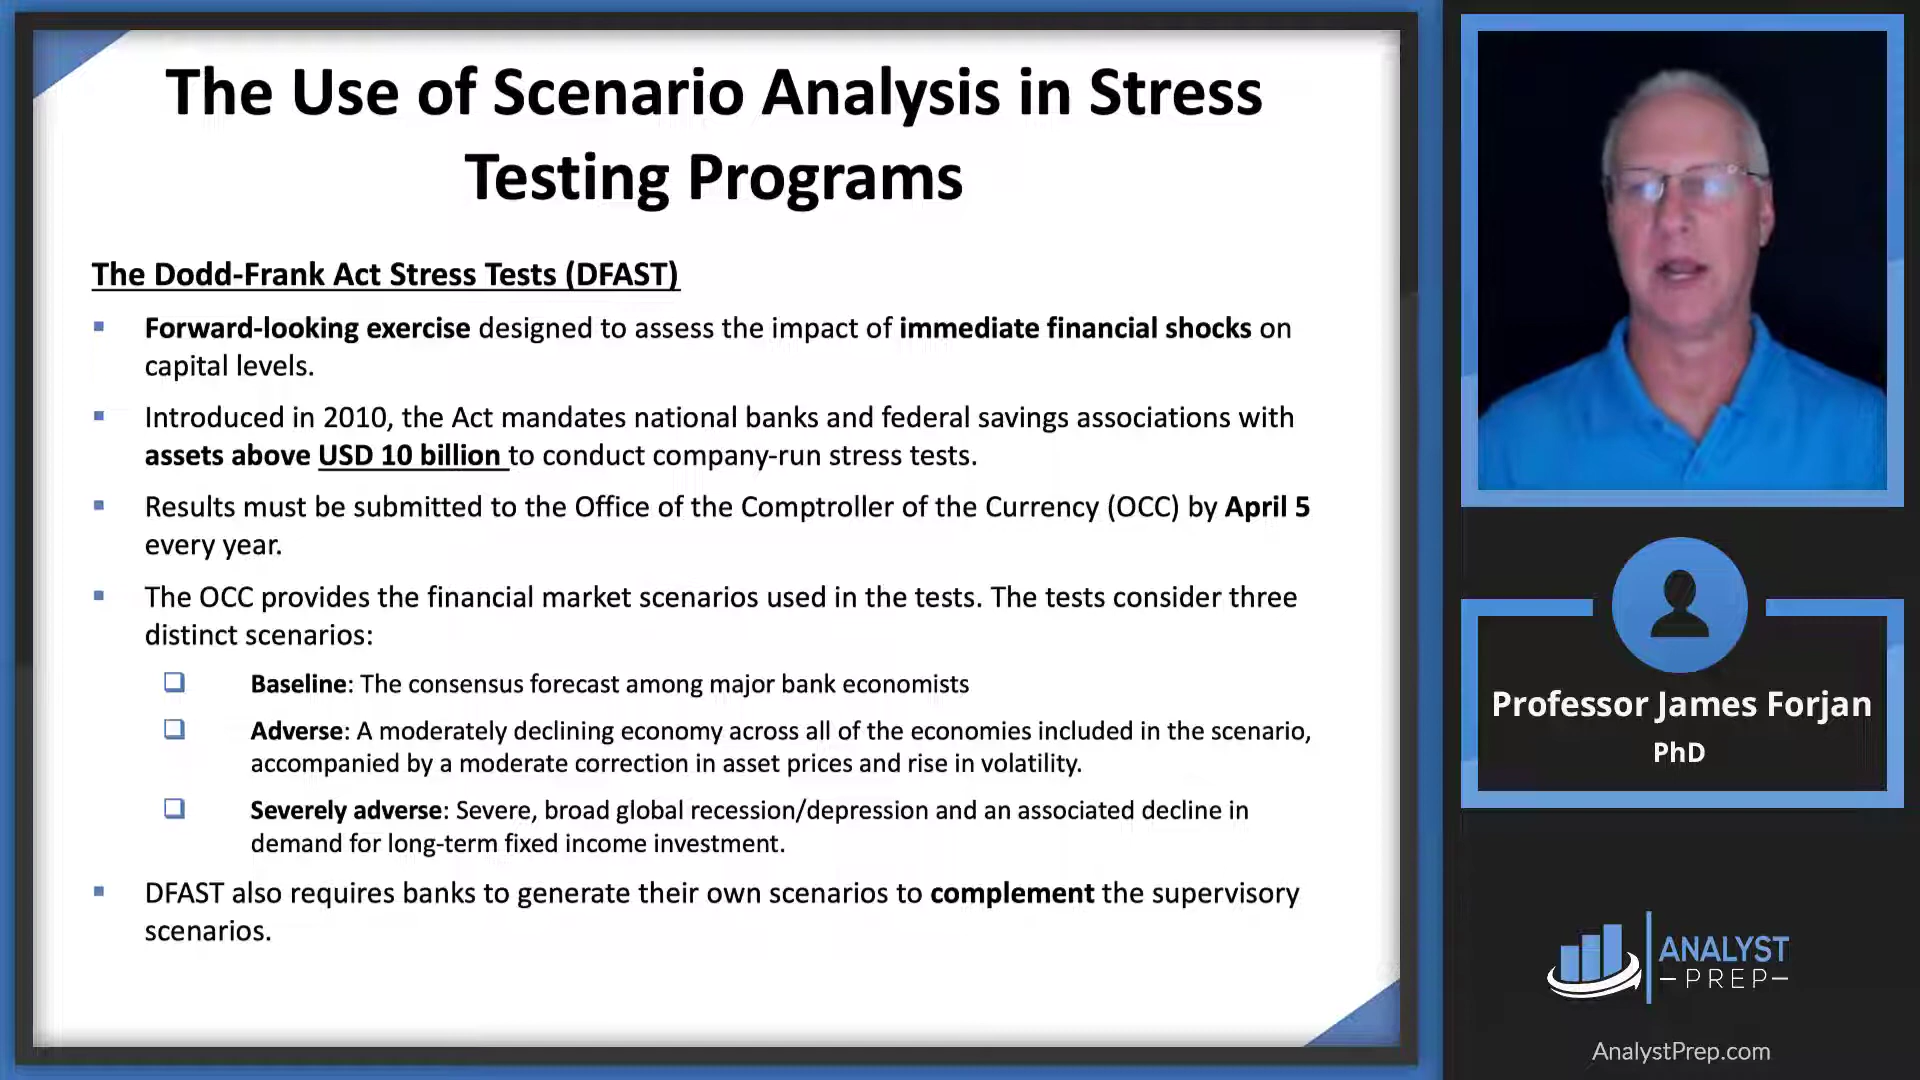 The Use of Scenario Analysis in Stress
Testing Programs
The Dodd-Frank Act Stress Tests (DFAST)
Forward-looking exercise designed to assess the impact of immediate financial shocks on
capital levels.
Introduced in 2010, the Act mandates national banks and federal savings associations with
assets above USD 10 billion to conduct company-run stress tests.
Results must be submitted to the Office of the Comptroller of the Currency (OCC) by April 5
every year.
The OCC provides the financial market scenarios used in the tests. The tests consider three
distinct scenarios:
Baseline: The consensus forecast among major bank economists
Adverse: A moderately declining economy across all of the economies included in the scenario,
accompanied by a moderate correction in asset prices and rise in volatility.
Severely adverse: Severe, broad global recession/depression and an associated decline in
demand for long-term fixed income investment.
DFAST also requires banks to generate their own scenarios to complement the supervisory
scenarios.
Professor James Forjan
PhD
ANALYST
PREP
AnalystPrep.com